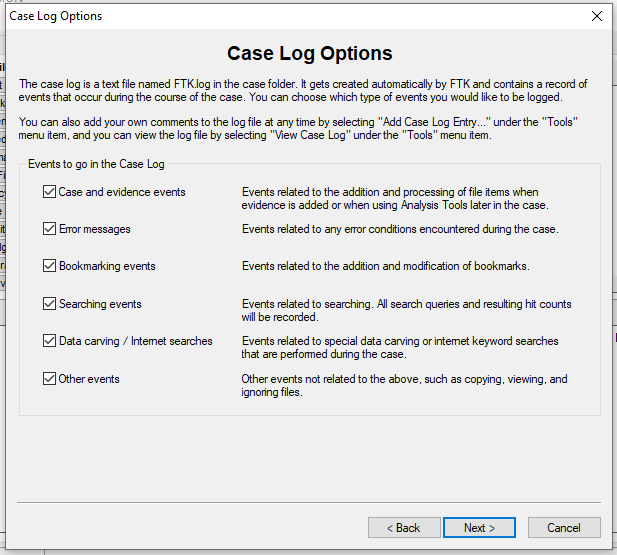 Case Log Options
Case Log Options
The case log is a text file named FTK.log in the case folder. It gets created automatically by FTK and contains a record of
events that occur during the course of the case. You can choose which type of events you would like to be logged.
You can also add your own comments to the log file at any time by selecting "Add Case Log Entry..." under the "Tools"
menu item, and you can view the log file by selecting "View Case Log" under the "Tools" menu item.
Events to go in the Case Log
Case and evidence events
Events related to the addition and processing of file items when
evidence is added or when using Analysis Tools later in the case.
Error messages
Events related to any error conditions encountered during the case.
Bookmarking events
Events related to the addition and modification of bookmarks.
Searching events
Events related to searching. All search queries and resulting hit counts
will be recorded.
Data carving / Internet searches
Events related to special data carving or internet keyword searches
that are performed during the case.
Other events
Other events not related to the above, such as copying, viewing, and
ignoring files.
< Back
Next >
Cancel